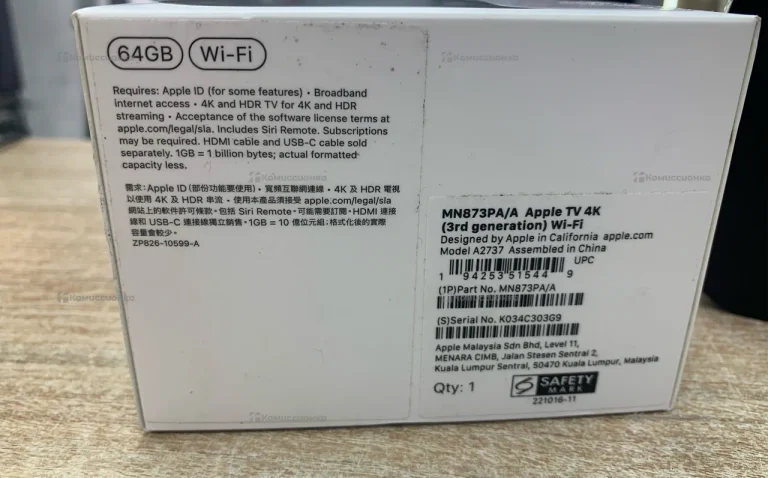 64GB Wi-Fi
Requires: Apple ID (for some features) • Broadband
internet access • 4K and HDR TV for 4K and HDR
streaming • Acceptance of the software license terms at
apple.com/legal/sla. Includes Siri Remote. Subscriptions
may be required. HDMI cable and USB-C cable sold
separately. 1GB = 1 billion bytes; actual formatted
capacity less.
需求：Apple ID (部份功能要使用)・寬頻互聯網連線・4K 及 HDR 電視
以使用 4K 及 HDR 串流・使用本產品須接受 apple.com/legal/sla
網站上的軟件許可條款・包括 Siri Remote・可能需要訂閱・HDMI 連接
線和 USB-C 連接線獨立銷售・1GB = 10 億位元組；格式化後的實際
容量會較少。
ZP826-10599-A
MN873PA/A Apple TV 4K
(3rd generation) Wi-Fi
Designed by Apple in California apple.com
Model A2737 Assembled in China
UPC
1 94253 51544 9
(1P)Part No. MN873PA/A
(S)Serial No. K034C303G9
Apple Malaysia Sdn Bhd, Level 11,
MENARA CIMB, Jalan Stesen Sentral 2,
Kuala Lumpur Sentral, 50470 Kuala Lumpur, Malaysia
Qty: 1
SAFETY
MARK
221016-11
Комиссионка
Комиссионка
Комиссионка
Комиссионка
Комиссионка
Комиссионка
Комиссионка
Комиссионка